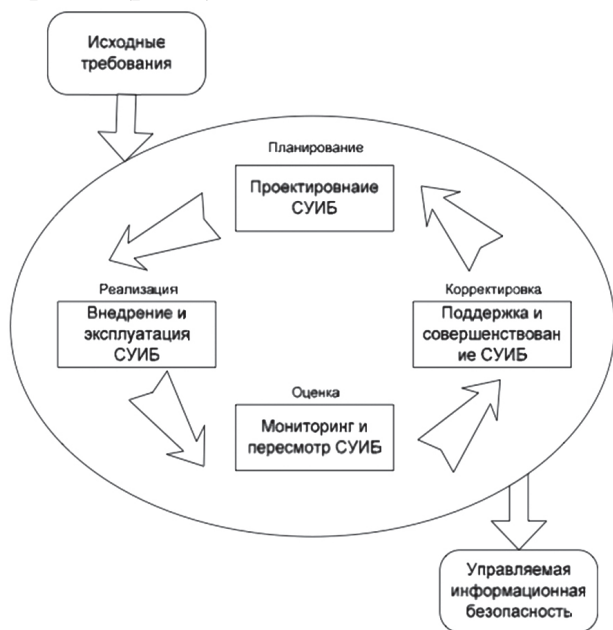 Исходные
требования
Планирование
Проектировнаие
СУИБ
Реализация
Внедрение и
эксплуатация
СУИБ
Корректировка
Поддержка и
совершенствован
ие СУИБ
Оценка
Мониторинг и
пересмотр СУИБ
Управляемая
информационная
безопасность